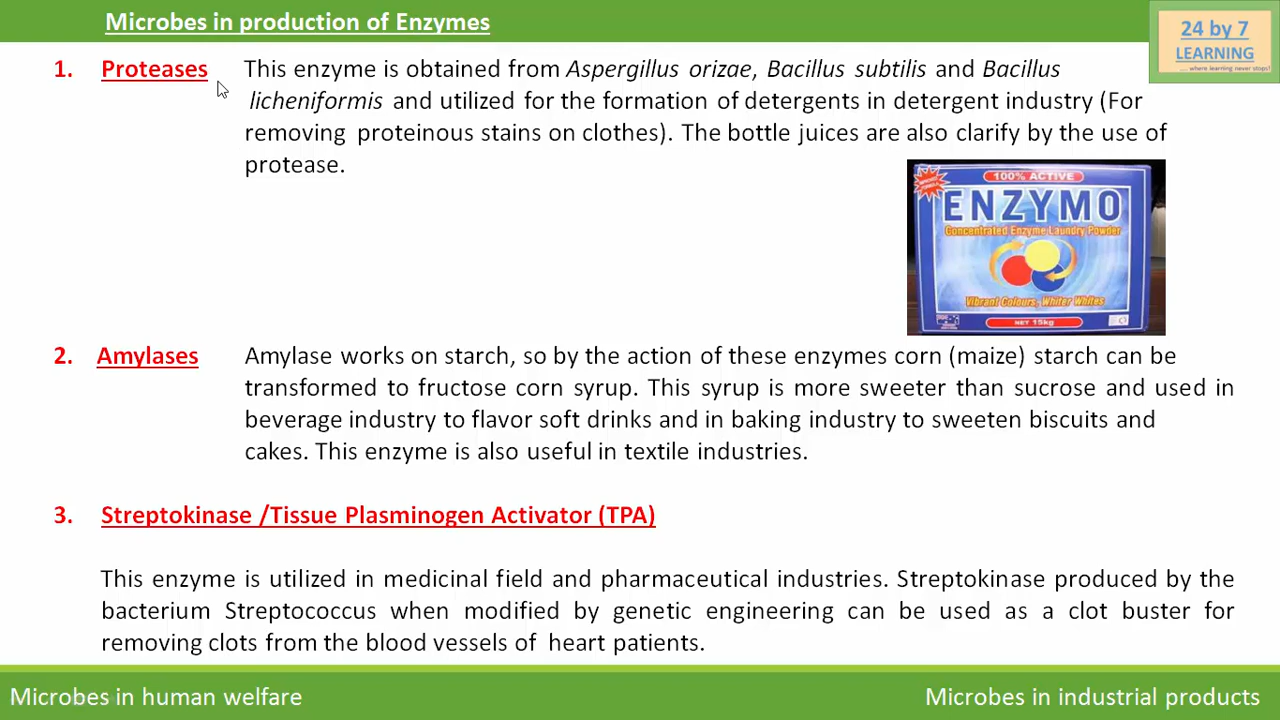 Microbes in production of Enzymes
24 by 7
LEARNING
.... where learning never stops!
1. Proteases This enzyme is obtained from Aspergillus orizae, Bacillus subtilis and Bacillus
licheniformis and utilized for the formation of detergents in detergent industry (For
removing proteinous stains on clothes). The bottle juices are also clarify by the use of
protease.
100% ACTIVE
ENZYMO
Concentrated Enzyme Laundry Powder
Vibrant Colours, Whiter Whites
NET 15kg
2. Amylases Amylase works on starch, so by the action of these enzymes corn (maize) starch can be
transformed to fructose corn syrup. This syrup is more sweeter than sucrose and used in
beverage industry to flavor soft drinks and in baking industry to sweeten biscuits and
cakes. This enzyme is also useful in textile industries.
3. Streptokinase /Tissue Plasminogen Activator (TPA)
This enzyme is utilized in medicinal field and pharmaceutical industries. Streptokinase produced by the
bacterium Streptococcus when modified by genetic engineering can be used as a clot buster for
removing clots from the blood vessels of heart patients.
Microbes in human welfare
Microbes in industrial products